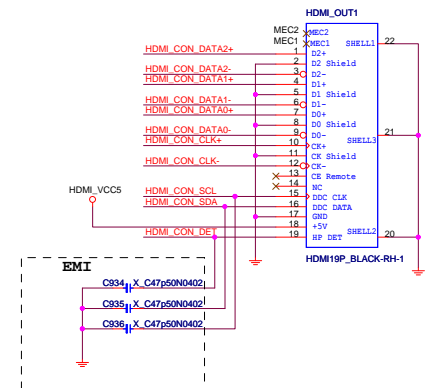 HDMI_OUT1
MEC2 MEC2
MEC1 MEC1 SHELL1 22
HDMI_CON_DATA2+ 1 D2+
2 D2 Shield
HDMI_CON_DATA2- 3 D2-
HDMI_CON_DATA1+ 4 D1+
5 D1 Shield
HDMI_CON_DATA1- 6 D1-
HDMI_CON_DATA0+ 7 D0+
8 D0 Shield
HDMI_CON_DATA0- 9 D0- SHELL3 21
HDMI_CON_CLK+ 10 CK+
11 CK Shield
HDMI_CON_CLK- 12 CK-
13 CE Remote
14 NC
HDMI_VCC5 HDMI_CON_SCL 15 DDC CLK
HDMI_CON_SDA 16 DDC DATA
17 GND
18 +5V
HDMI_CON_DET 19 HP DET SHELL2 20
HDMI19P_BLACK-RH-1
EMI
C934 X_C47p50N0402
C935 X_C47p50N0402
C936 X_C47p50N0402